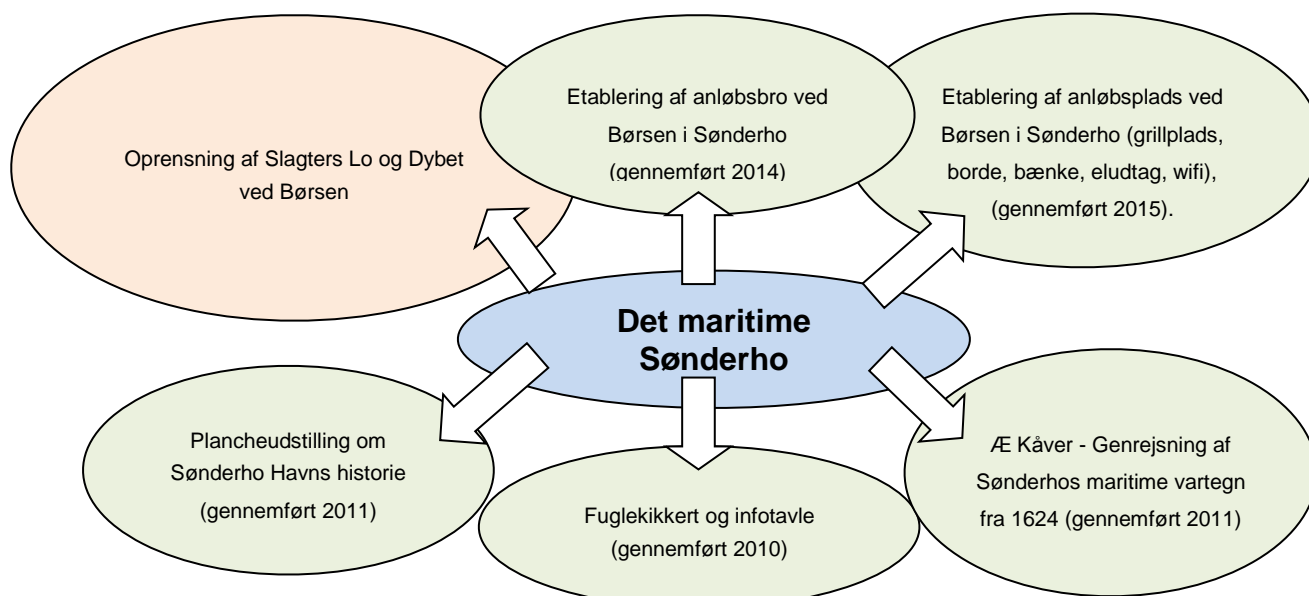 Oprensning af Slagters Lo og Dybet
ved Børsen
Etablering af anløbsbro ved
Børsen i Sønderho
(gennemført 2014)
Etablering af anløbsplads ved
Børsen i Sønderho (grillplads,
borde, bænke, eludtag, wifi),
(gennemført 2015).
Det maritime
Sønderho
Plancheudstilling om
Sønderho Havns historie
(gennemført 2011)
Fuglekikkert og infotavle
(gennemført 2010)
Æ Kåver - Genrejsning af
Sønderhos maritime vartegn
fra 1624 (gennemført 2011)